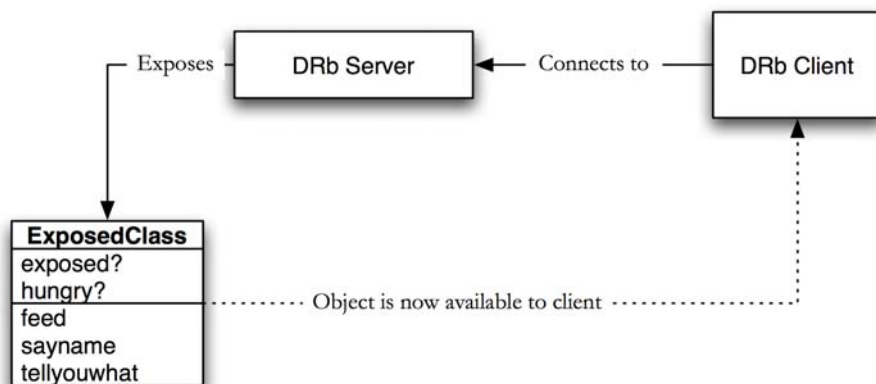 Exposes
DRb Server
Connects to
DRb Client
ExposedClass
exposed?
hungry?
feed
sayname
tellyouwhat
Object is now available to client